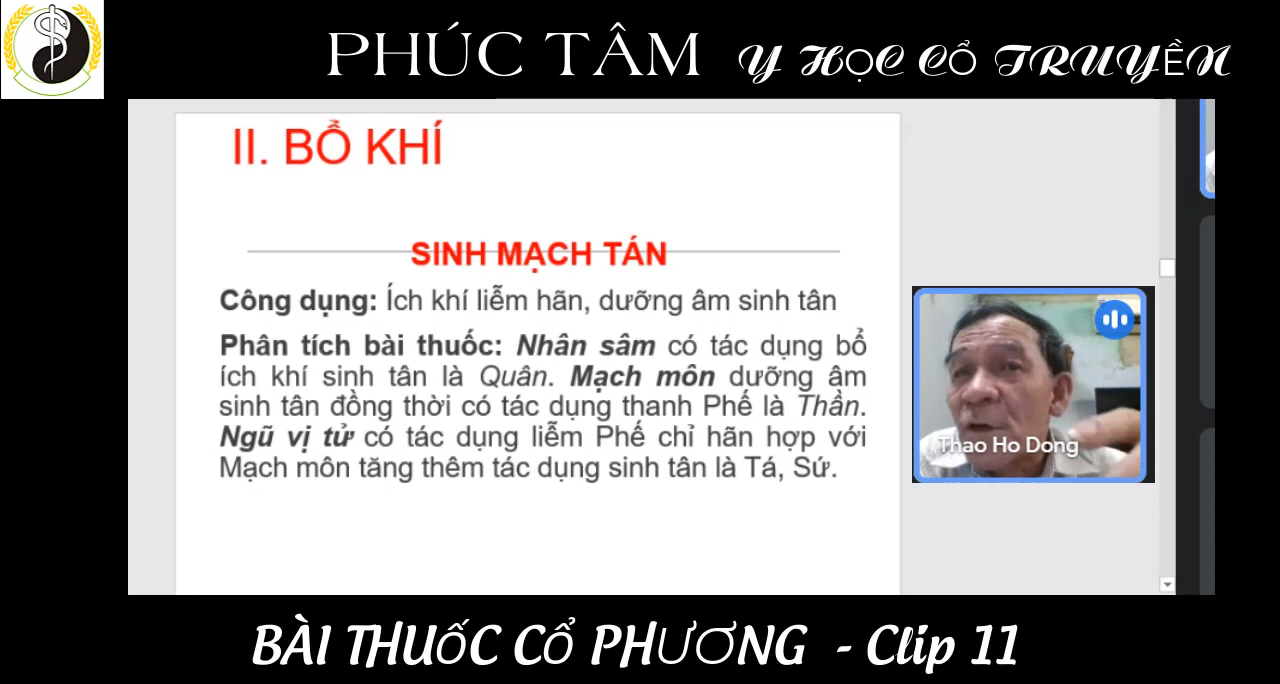 PHÚC TÂM Y HỌC CỔ TRUYỀN
II. BỔ KHÍ
SINH MẠCH TÁN
Công dụng: Ích khí liễm hãn, dưỡng âm sinh tân
Phân tích bài thuốc: Nhân sâm có tác dụng bổ
ích khí sinh tân là Quân. Mạch môn dưỡng âm
sinh tân đồng thời có tác dụng thanh Phế là Thần.
Ngũ vị tử có tác dụng liễm Phế chỉ hãn hợp với
Mạch môn tăng thêm tác dụng sinh tân là Tá, Sứ.
Thao Ho Dong
BÀI THUỐC CỔ PHƯƠNG - Clip 11